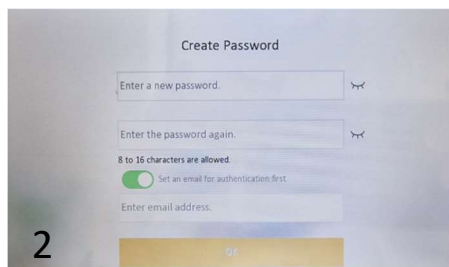 Create Password
Enter a new password.
Enter the password again.
8 to 16 characters are allowed.
Set an email for authentication first.
Enter email address.
OK
2